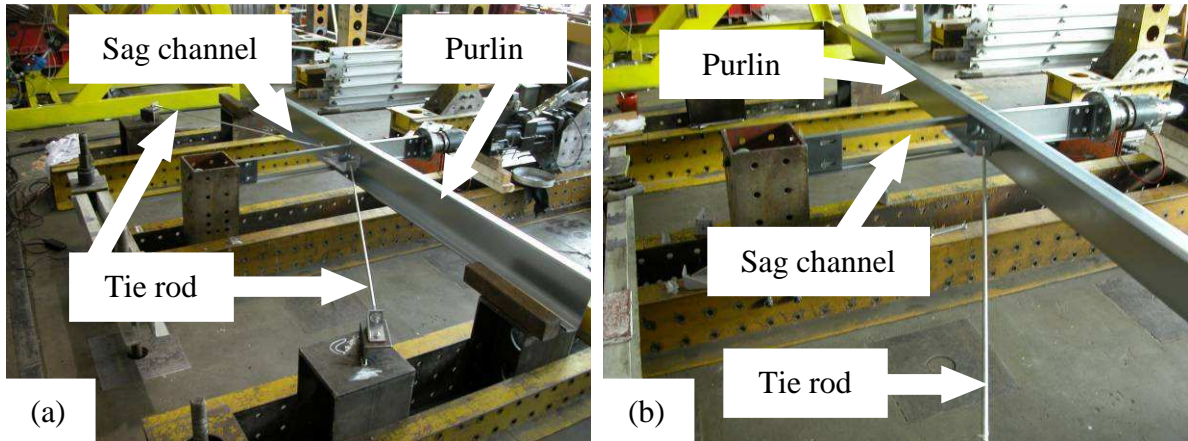 Sag channel
Purlin
Tie rod
(a)
Purlin
Sag channel
Tie rod
(b)